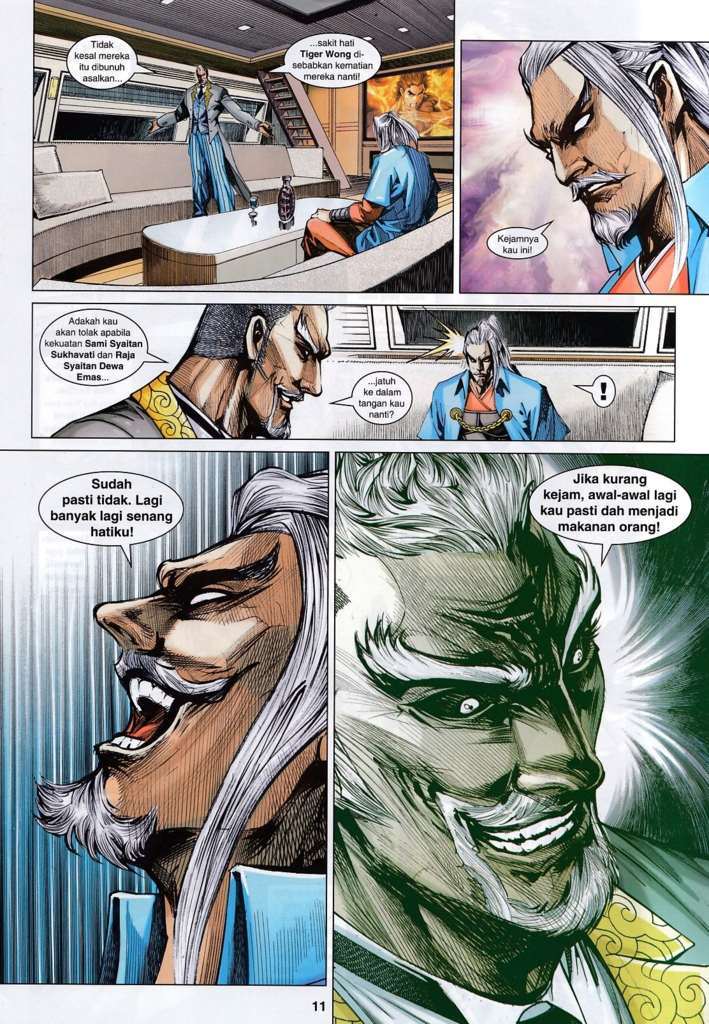 Tidak
kesal mereka
itu dibunuh
asalkan...
...sakit hati
Tiger Wong di-
sebabkan kematian
mereka nanti!
Kejamnya
kau ini!
Adakah kau
akan tolak apabila
kekuatan Sami Syaitan
Sukhavati dan Raja
Syaitan Dewa
Emas...
...jatuh
ke dalam
tangan kau
nanti?
!
Sudah
pasti tidak. Lagi
banyak lagi senang
hatiku!
Jika kurang
kejam, awal-awal lagi
kau pasti dah menjadi
makanan orang!
11